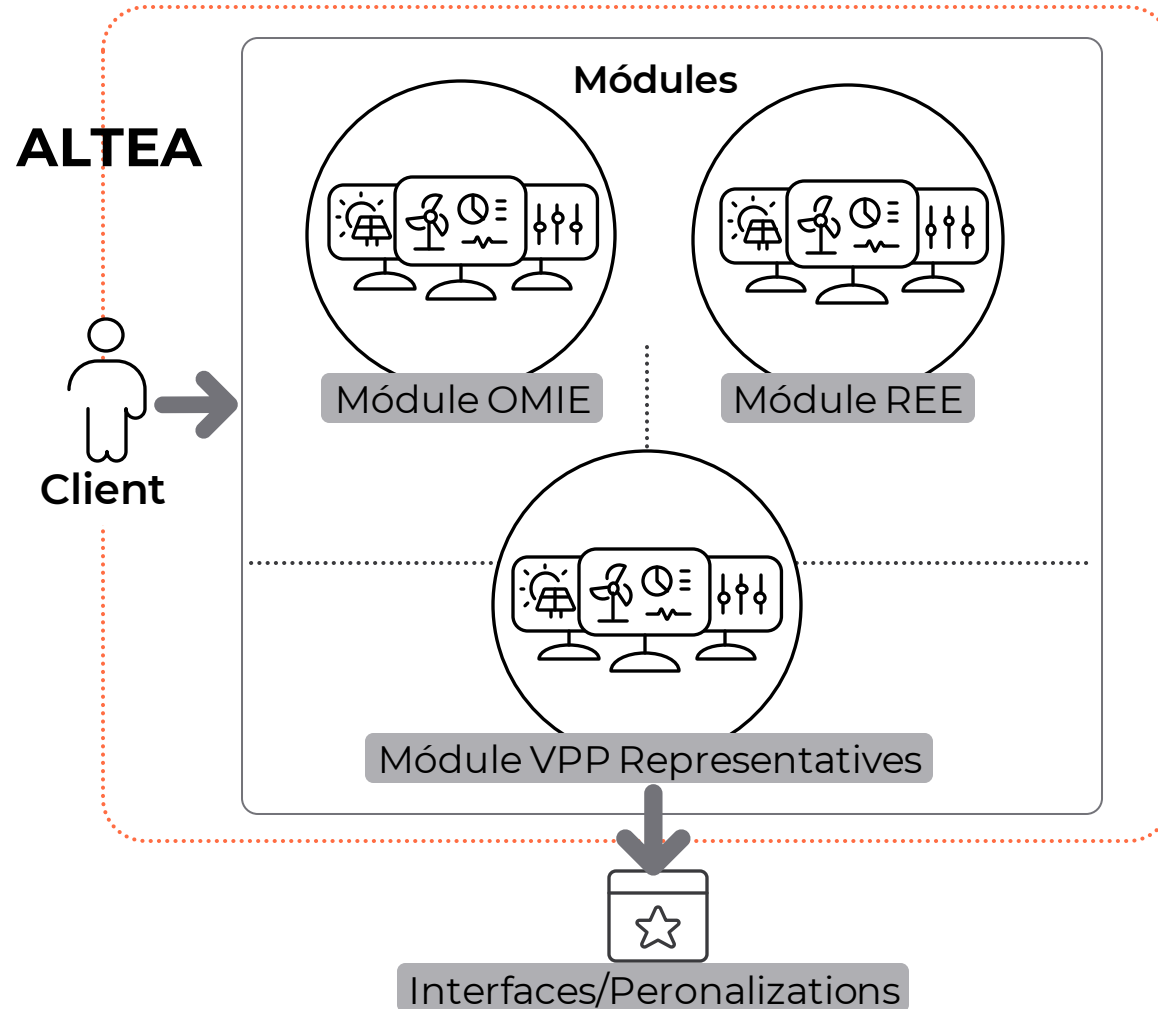 Módules
ALTEA
Módule OMIE
Módule REE
Client
Módule VPP Representatives
Interfaces/Peronalizations